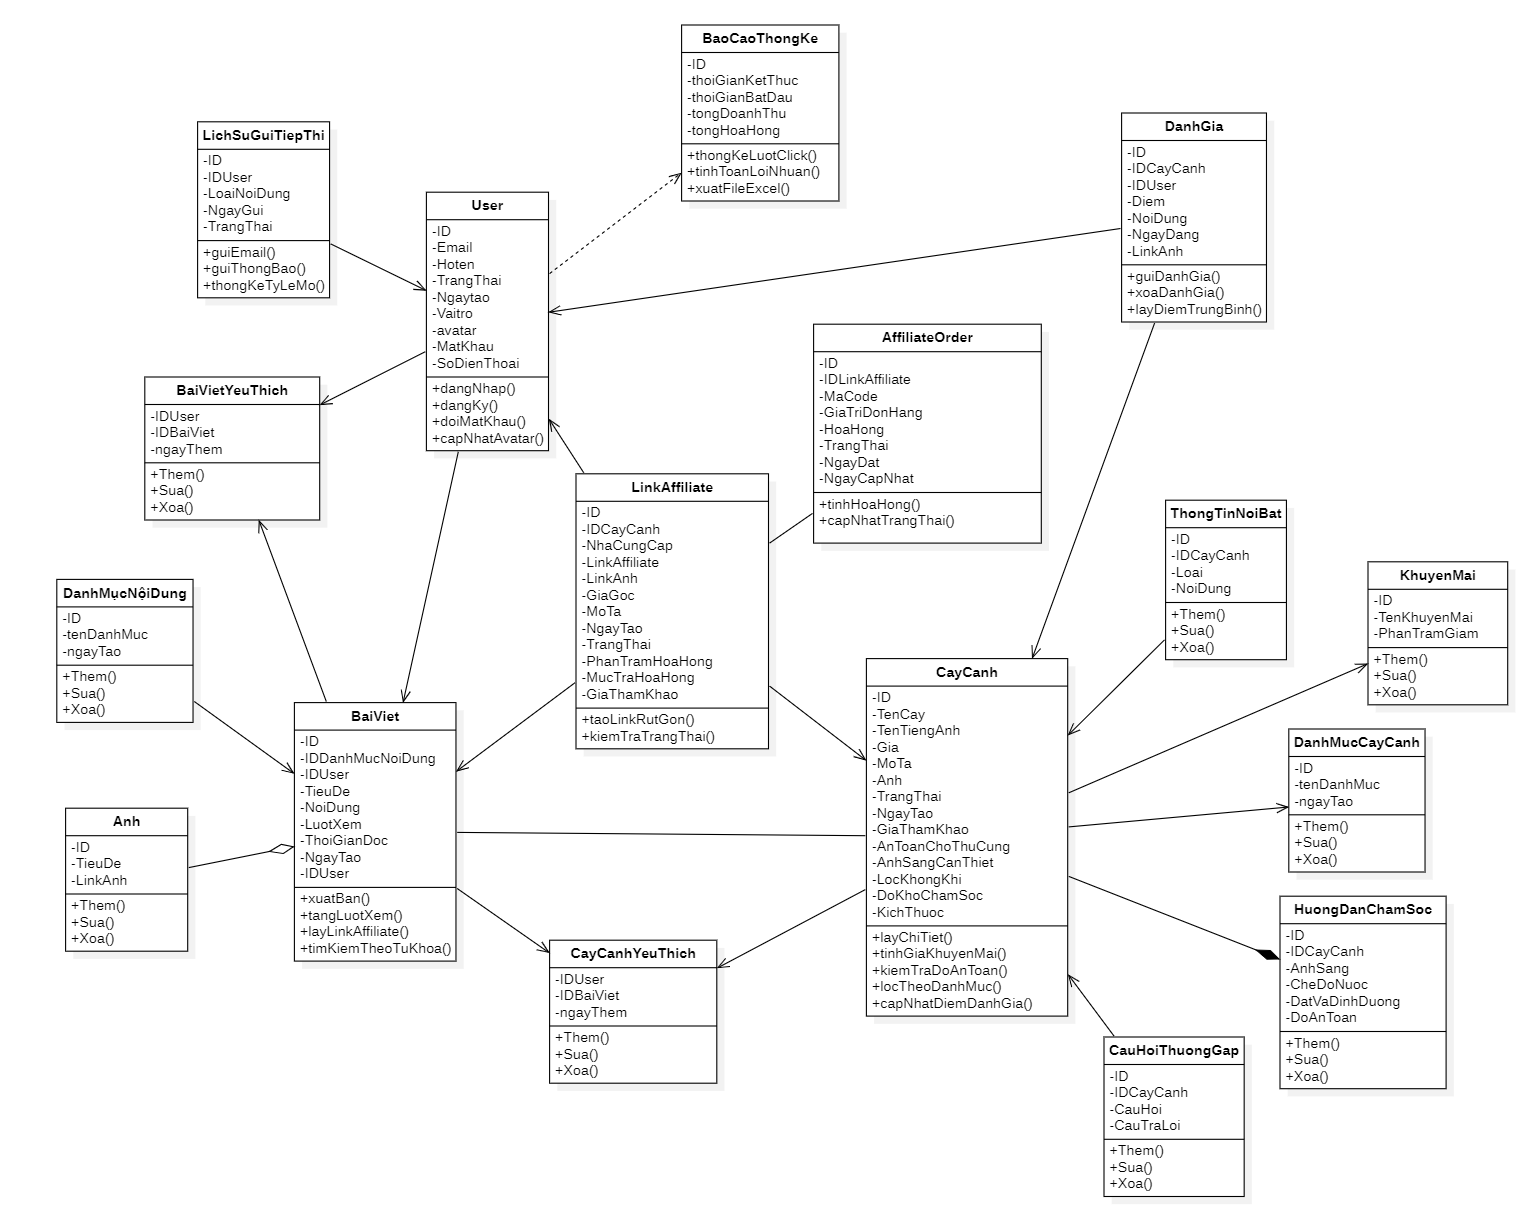 BaoCaoThongKe
-ID
-thoiGianKetThuc
-thoiGianBatDau
-tongDoanhThu
-tongHoaHong
+thongKeLuotClick()
+tinhToanLoiNhuan()
+xuatFileExcel()
LichSuGuiTiepThi
-ID
-IDUser
-LoaiNoiDung
-NgayGui
-TrangThai
+guiEmail()
+guiThongBao()
+thongKeTyLeMo()
User
-ID
-Email
-Hoten
-TrangThai
-Ngaytao
-Vaitro
-avatar
-MatKhau
-SoDienThoai
+dangNhap()
+dangKy()
+doiMatKhau()
+capNhatAvatar()
DanhGia
-ID
-IDCayCanh
-IDUser
-Diem
-NoiDung
-NgayDang
-LinkAnh
+guiDanhGia()
+xoaDanhGia()
+layDiemTrungBinh()
BaiVietYeuThich
-IDUser
-IDBaiViet
-ngayThem
+Them()
+Sua()
+Xoa()
AffiliateOrder
-ID
-IDLinkAffiliate
-MaCode
-GiaTriDonHang
-HoaHong
-TrangThai
-NgayDat
-NgayCapNhat
+tinhHoaHong()
+capNhatTrangThai()
LinkAffiliate
-ID
-IDCayCanh
-NhaCungCap
-LinkAffiliate
-LinkAnh
-GiaGoc
-MoTa
-NgayTao
-TrangThai
-PhanTramHoaHong
-MucTraHoaHong
-GiaThamKhao
+taoLinkRutGon()
+kiemTraTrangThai()
ThongTinNoiBat
-ID
-IDCayCanh
-Loai
-NoiDung
+Them()
+Sua()
+Xoa()
KhuyenMai
-ID
-TenKhuyenMai
-PhanTramGiam
+Them()
+Sua()
+Xoa()
DanhMụcNộiDung
-ID
-tenDanhMuc
-ngayTao
+Them()
+Sua()
+Xoa()
BaiViet
-ID
-IDDanhMucNoiDung
-IDUser
-TieuDe
-NoiDung
-LuotXem
-ThoiGianDoc
-NgayTao
-IDUser
+xuatBan()
+tangLuotXem()
+layLinkAffiliate()
+timKiemTheoTuKhoa()
CayCanh
-ID
-TenCay
-TenTiengAnh
-Gia
-MoTa
-Anh
-TrangThai
-NgayTao
-GiaThamKhao
-AnToanChoThuCung
-AnhSangCanThiet
-LocKhongKhi
-DoKhoChamSoc
-KichThuoc
+layChiTiet()
+tinhGiaKhuyenMai()
+kiemTraDoAnToan()
+locTheoDanhMuc()
+capNhatDiemDanhGia()
DanhMucCayCanh
-ID
-tenDanhMuc
-ngayTao
+Them()
+Sua()
+Xoa()
Anh
-ID
-TieuDe
-LinkAnh
+Them()
+Sua()
+Xoa()
HuongDanChamSoc
-ID
-IDCayCanh
-AnhSang
-CheDoNuoc
-DatVaDinhDuong
-DoAnToan
+Them()
+Sua()
+Xoa()
CayCanhYeuThich
-IDUser
-IDBaiViet
-ngayThem
+Them()
+Sua()
+Xoa()
CauHoiThuongGap
-ID
-IDCayCanh
-CauHoi
-CauTraLoi
+Them()
+Sua()
+Xoa()